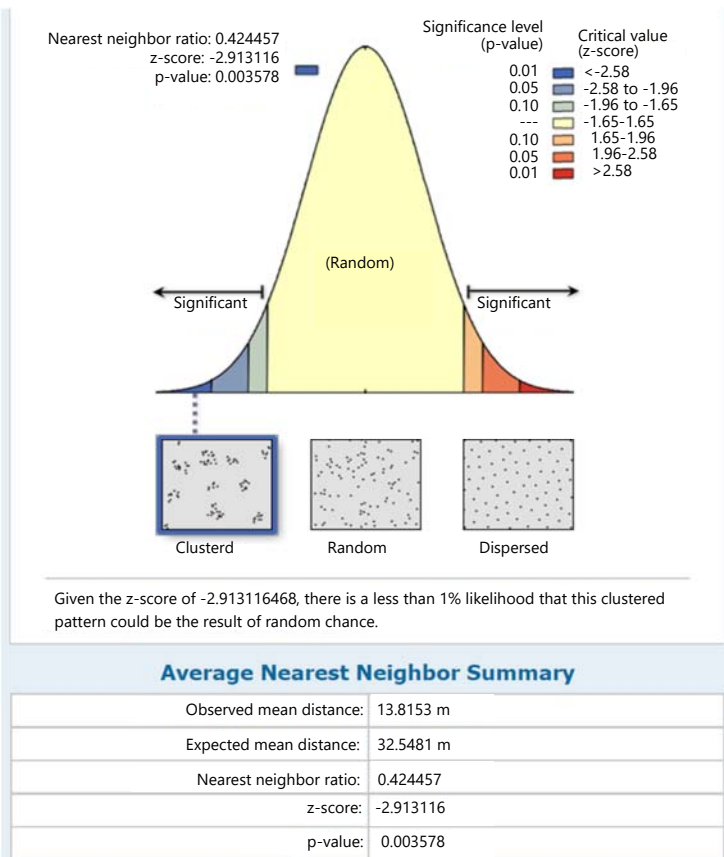 Nearest neighbor ratio: 0.424457
z-score: -2.913116
p-value: 0.003578
Significance level
(p-value)
Critical value
(z-score)
0.01 <-2.58
0.05 -2.58 to -1.96
0.10 -1.96 to -1.65
--- -1.65-1.65
0.10 1.65-1.96
0.05 1.96-2.58
0.01 >2.58
(Random)
Significant Significant
Clusterd Random Dispersed
Given the z-score of -2.913116468, there is a less than 1% likelihood that this clustered
pattern could be the result of random chance.
Average Nearest Neighbor Summary
Observed mean distance: 13.8153 m
Expected mean distance: 32.5481 m
Nearest neighbor ratio: 0.424457
z-score: -2.913116
p-value: 0.003578